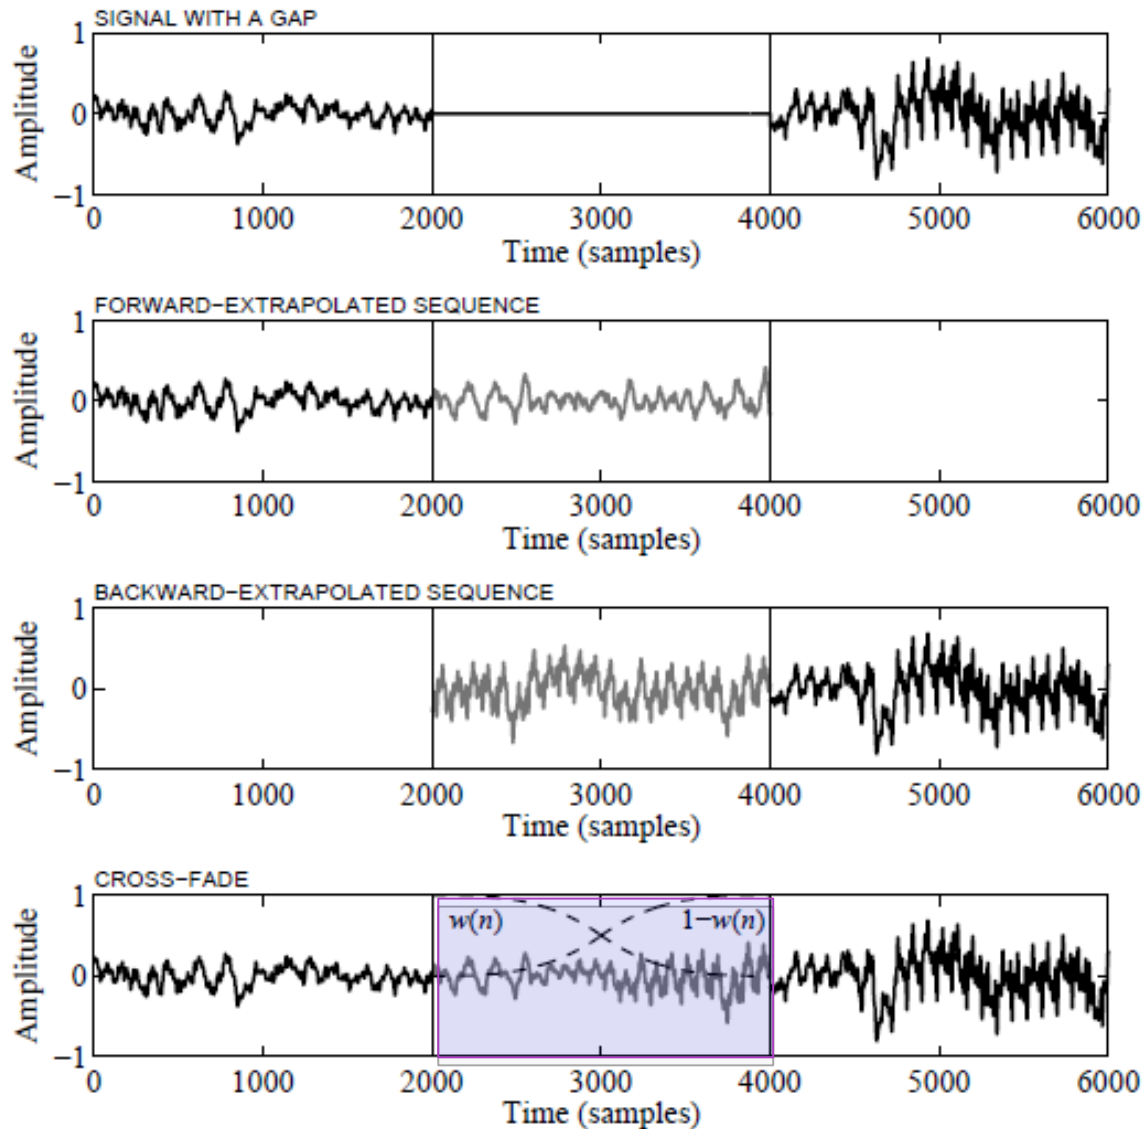 SIGNAL WITH A GAP
1
0
−1
Amplitude
0 1000 2000 3000 4000 5000 6000
Time (samples)
FORWARD−EXTRAPOLATED SEQUENCE
1
0
−1
Amplitude
0 1000 2000 3000 4000 5000 6000
Time (samples)
BACKWARD−EXTRAPOLATED SEQUENCE
1
0
−1
Amplitude
0 1000 2000 3000 4000 5000 6000
Time (samples)
CROSS−FADE
1
w(n) 1−w(n)
0
−1
Amplitude
0 1000 2000 3000 4000 5000 6000
Time (samples)